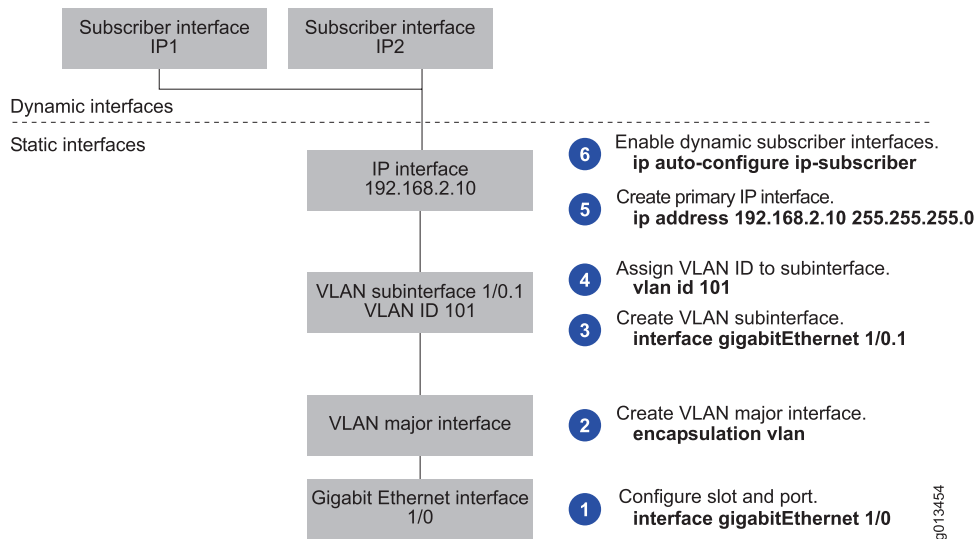 Subscriber interface
IP1
Subscriber interface
IP2
Dynamic interfaces
Static interfaces
IP interface
192.168.2.10
6 Enable dynamic subscriber interfaces.
ip auto-configure ip-subscriber
5 Create primary IP interface.
ip address 192.168.2.10 255.255.255.0
VLAN subinterface 1/0.1
VLAN ID 101
4 Assign VLAN ID to subinterface.
vlan id 101
3 Create VLAN subinterface.
interface gigabitEthernet 1/0.1
VLAN major interface
2 Create VLAN major interface.
encapsulation vlan
Gigabit Ethernet interface
1/0
1 Configure slot and port.
interface gigabitEthernet 1/0
g013454